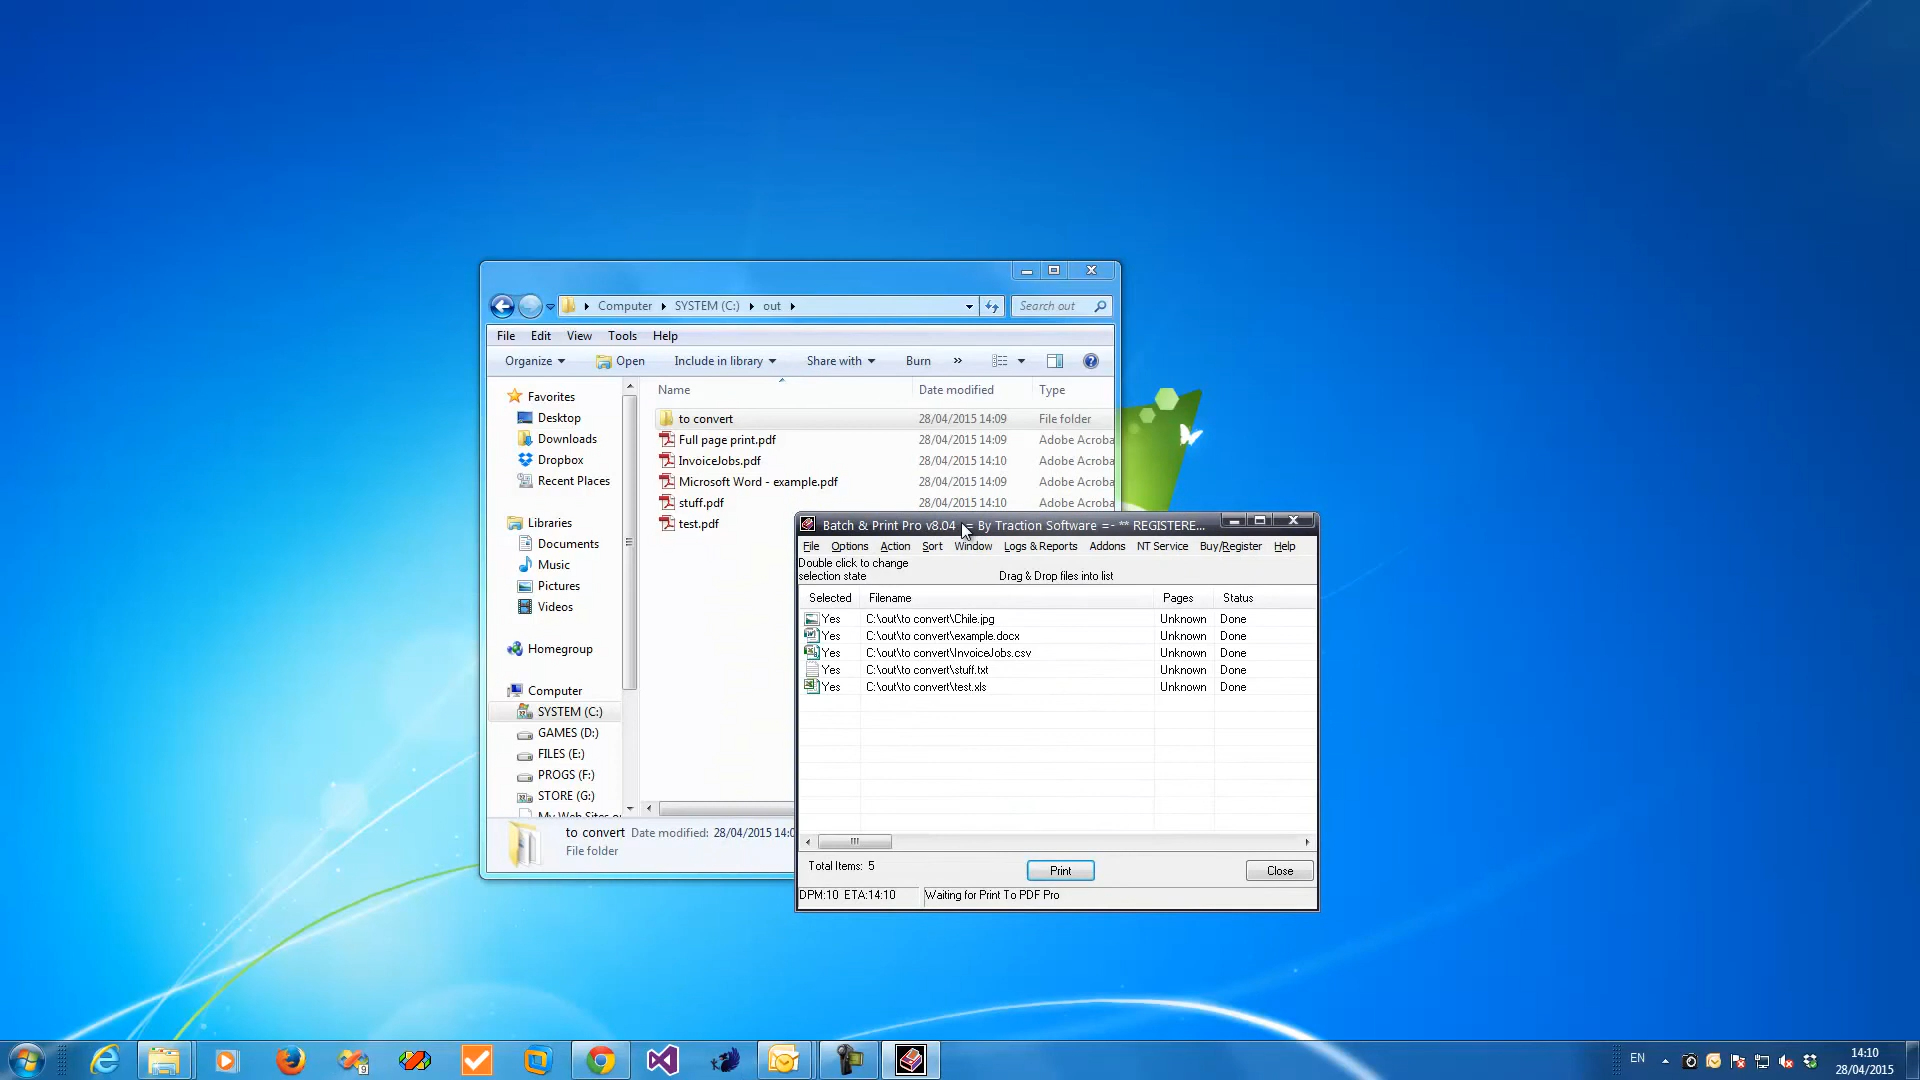 Computer SYSTEM (C:) out
Search out
File Edit View Tools Help
Organize Open Include in library Share with Burn »
Name Date modified Type
Favorites
Desktop
Downloads
Dropbox
Recent Places
Libraries
Documents
Music
Pictures
Videos
Homegroup
Computer
SYSTEM (C:)
GAMES (D:)
FILES (E:)
PROGS (F:)
STORE (G:)
to convert 28/04/2015 14:09 File folder
Full page print.pdf 28/04/2015 14:09 Adobe Acroba
InvoiceJobs.pdf 28/04/2015 14:10 Adobe Acroba
Microsoft Word - example.pdf 28/04/2015 14:09 Adobe Acroba
stuff.pdf 28/04/2015 14:10 Adobe Acroba
test.pdf
to convert Date modified: 28/04/2015 14:0
File folder
Batch & Print Pro v8.04 = By Traction Software =- ** REGISTERE...
File Options Action Sort Window Logs & Reports Addons NT Service Buy/Register Help
Double click to change
selection state
Drag & Drop files into list
Selected Filename Pages Status
Yes C:\out\to convert\Chile.jpg Unknown Done
Yes C:\out\to convert\example.docx Unknown Done
Yes C:\out\to convert\InvoiceJobs.csv Unknown Done
Yes C:\out\to convert\stuff.txt Unknown Done
Yes C:\out\to convert\test.xls Unknown Done
Total Items: 5
Print
Close
DPM:10 ETA:14:10 Waiting for Print To PDF Pro
EN
14:10
28/04/2015